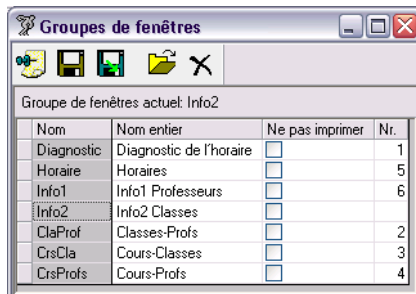 Groupes de fenêtres
Groupe de fenêtres actuel: Info2
Nom Nom entier Ne pas imprimer Nr.
Diagnostic Diagnostic de l'horaire 1
Horaire Horaires 5
Info1 Info1 Professeurs 6
Info2 Info2 Classes
ClaProf Classes-Profs 2
CrsCla Cours-Classes 3
CrsProfs Cours-Profs 4